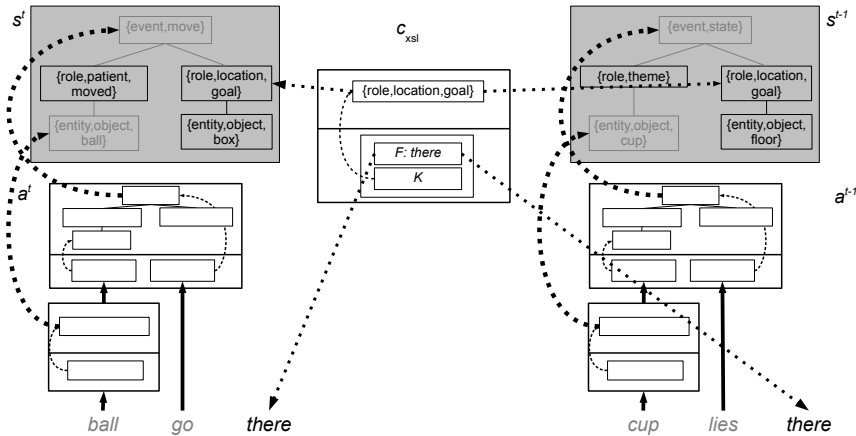 s^t
{event,move}
{role,patient,
moved}
{role,location,
goal}
{entity,object,
ball}
{entity,object,
box}
a^t
c_xsl
{role,location,goal}
F: there
K
s^t-1
{event,state}
{role,theme}
{role,location,
goal}
{entity,object,
cup}
{entity,object,
floor}
a^t-1
ball go there
cup lies there